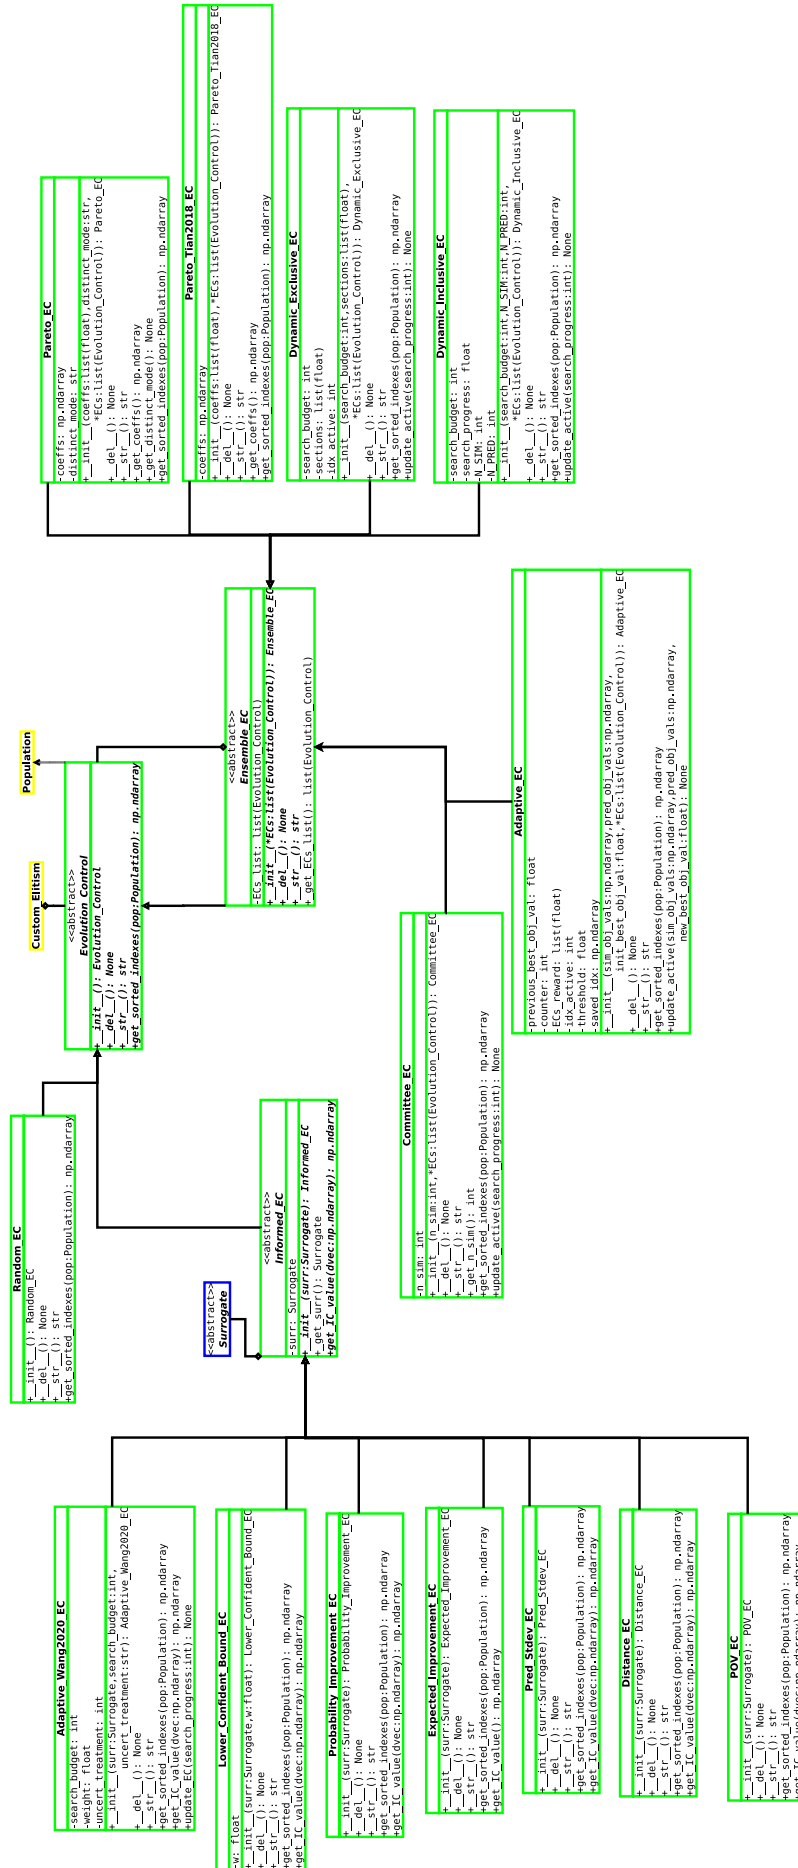 Pareto_EC
-coeffs: np.ndarray
-distinct_mode: str
+__init__(coeffs:list(float),distinct_mode:str,
*ECs:list(Evolution_Control)): Pareto_EC
+__del__(): None
+__str__(): str
+_get_coeffs(): np.ndarray
+_get_distinct_mode(): None
+get_sorted_indexes(pop:Population): np.ndarray
Pareto_Tian2018_EC
-coeffs: np.ndarray
+__init__(coeffs:list(float),*ECs:list(Evolution_Control)): Pareto_Tian2018_EC
+__del__(): None
+__str__(): str
+_get_coeffs(): np.ndarray
+get_sorted_indexes(pop:Population): np.ndarray
Dynamic_Exclusive_EC
-search_budget: int
-sections: list(float)
-idx_active: int
+__init__(search_budget:int,sections:list(float),
*ECs:list(Evolution_Control)): Dynamic_Exclusive_EC
+__del__(): None
+__str__(): str
+get_sorted_indexes(pop:Population): np.ndarray
+update_active(search_progress:int): None
Dynamic_Inclusive_EC
-search_budget: int
-search_progress: float
-N_SIM: int
-N_PRED: int
+__init__(search_budget:int,N_SIM:int,N_PRED:int,
*ECs:list(Evolution_Control)): Dynamic_Inclusive_EC
+__del__(): None
+__str__(): str
+get_sorted_indexes(pop:Population): np.ndarray
+update_active(search_progress:int): None
Population
Custom_Elitism
<<abstract>>
Evolution_Control
+__init__(): Evolution_Control
+__del__(): None
+__str__(): str
+get_sorted_indexes(pop:Population): np.ndarray
<<abstract>>
Ensemble_EC
-ECs_list: list(Evolution_Control)
+__init__(*ECs:list(Evolution_Control)): Ensemble_EC
+__del__(): None
+__str__(): str
+_get_ECs_list(): list(Evolution_Control)
Adaptive_EC
-previous_best_obj_val: float
-counter: int
-ECs_reward: list(float)
-idx_active: int
-threshold: float
-saved_idx: np.ndarray
+__init__(sim_obj_vals:np.ndarray,pred_obj_vals:np.ndarray,
init_best_obj_val:float,*ECs:list(Evolution_Control)): Adaptive_EC
+__del__(): None
+__str__(): str
+get_sorted_indexes(pop:Population): np.ndarray
+update_active(sim_obj_vals:np.ndarray,pred_obj_vals:np.ndarray,
new_best_obj_val:float): None
Committee_EC
-n_sim: int
+__init__(n_sim:int,*ECs:list(Evolution_Control)): Committee_EC
+__del__(): None
+__str__(): str
+_get_n_sim(): int
+get_sorted_indexes(pop:Population): np.ndarray
+update_active(search_progress:int): None
Random_EC
+__init__(): Random_EC
+__del__(): None
+__str__(): str
+get_sorted_indexes(pop:Population): np.ndarray
<<abstract>>
Informed_EC
-surr: Surrogate
+__init__(surr:Surrogate): Informed_EC
+_get_surr(): Surrogate
+get_IC_value(dvec:np.ndarray): np.ndarray
<<abstract>>
Surrogate
Adaptive_Wang2020_EC
-search_budget: int
-weight: float
-uncert_treatment: int
+__init__(surr:Surrogate,search_budget:int,
uncert_treatment:str): Adaptive_Wang2020_EC
+__del__(): None
+__str__(): str
+get_sorted_indexes(pop:Population): np.ndarray
+get_IC_value(dvec:np.ndarray): np.ndarray
+update_EC(search_progress:int): None
Lower_Confident_Bound_EC
-w: float
+__init__(surr:Surrogate,w:float): Lower_Confident_Bound_EC
+__del__(): None
+__str__(): str
+get_sorted_indexes(pop:Population): np.ndarray
+get_IC_value(dvec:np.ndarray): np.ndarray
Probability_Improvement_EC
+__init__(surr:Surrogate): Probability_Improvement_EC
+__del__(): None
+__str__(): str
+get_sorted_indexes(pop:Population): np.ndarray
+get_IC_value(dvec:np.ndarray): np.ndarray
Expected_Improvement_EC
+__init__(surr:Surrogate): Expected_Improvement_EC
+__del__(): None
+__str__(): str
+get_sorted_indexes(pop:Population): np.ndarray
+get_IC_value(): np.ndarray
Pred_Stdev_EC
+__init__(surr:Surrogate): Pred_Stdev_EC
+__del__(): None
+__str__(): str
+get_sorted_indexes(pop:Population): np.ndarray
+get_IC_value(dvec:np.ndarray): np.ndarray
Distance_EC
+__init__(surr:Surrogate): Distance_EC
+__del__(): None
+__str__(): str
+get_sorted_indexes(pop:Population): np.ndarray
+get_IC_value(dvec:np.ndarray): np.ndarray
POV_EC
+__init__(surr:Surrogate): POV_EC
+__del__(): None
+__str__(): str
+get_sorted_indexes(pop:Population): np.ndarray